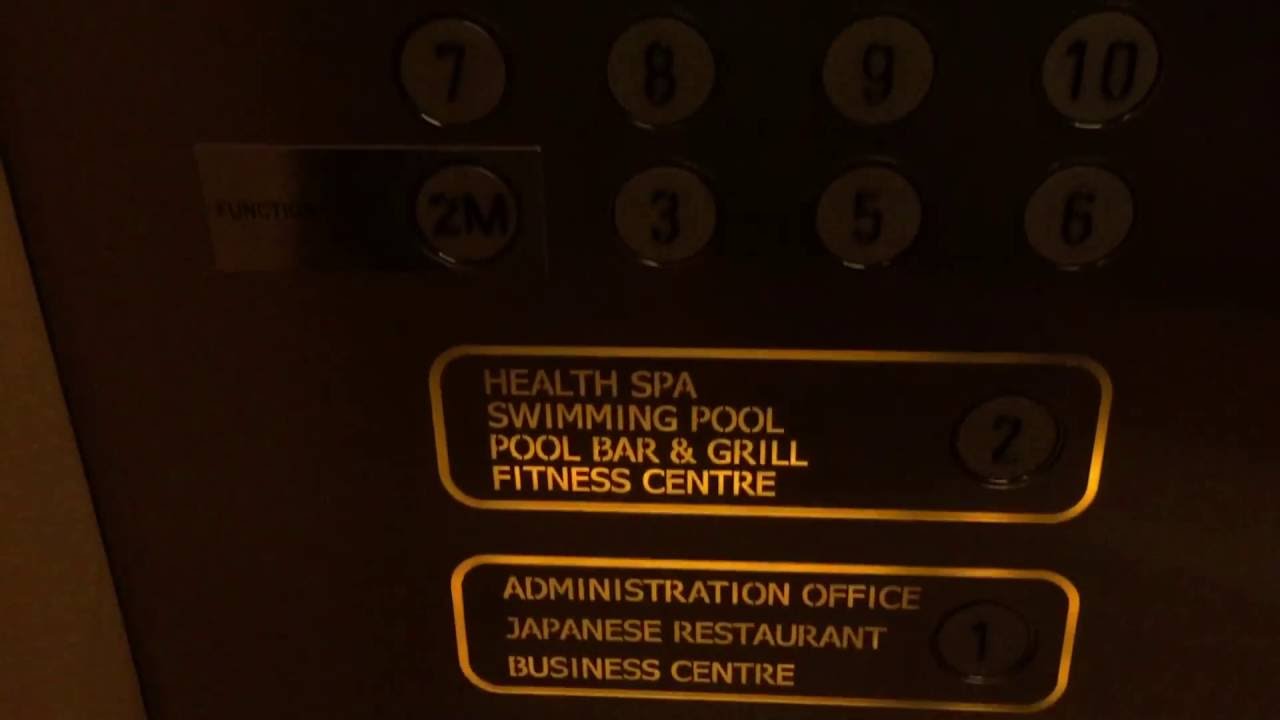 7 8 9 10
2M 3 5 6
HEALTH SPA
SWIMMING POOL
POOL BAR & GRILL
FITNESS CENTRE
2
ADMINISTRATION OFFICE
JAPANESE RESTAURANT
BUSINESS CENTRE
1